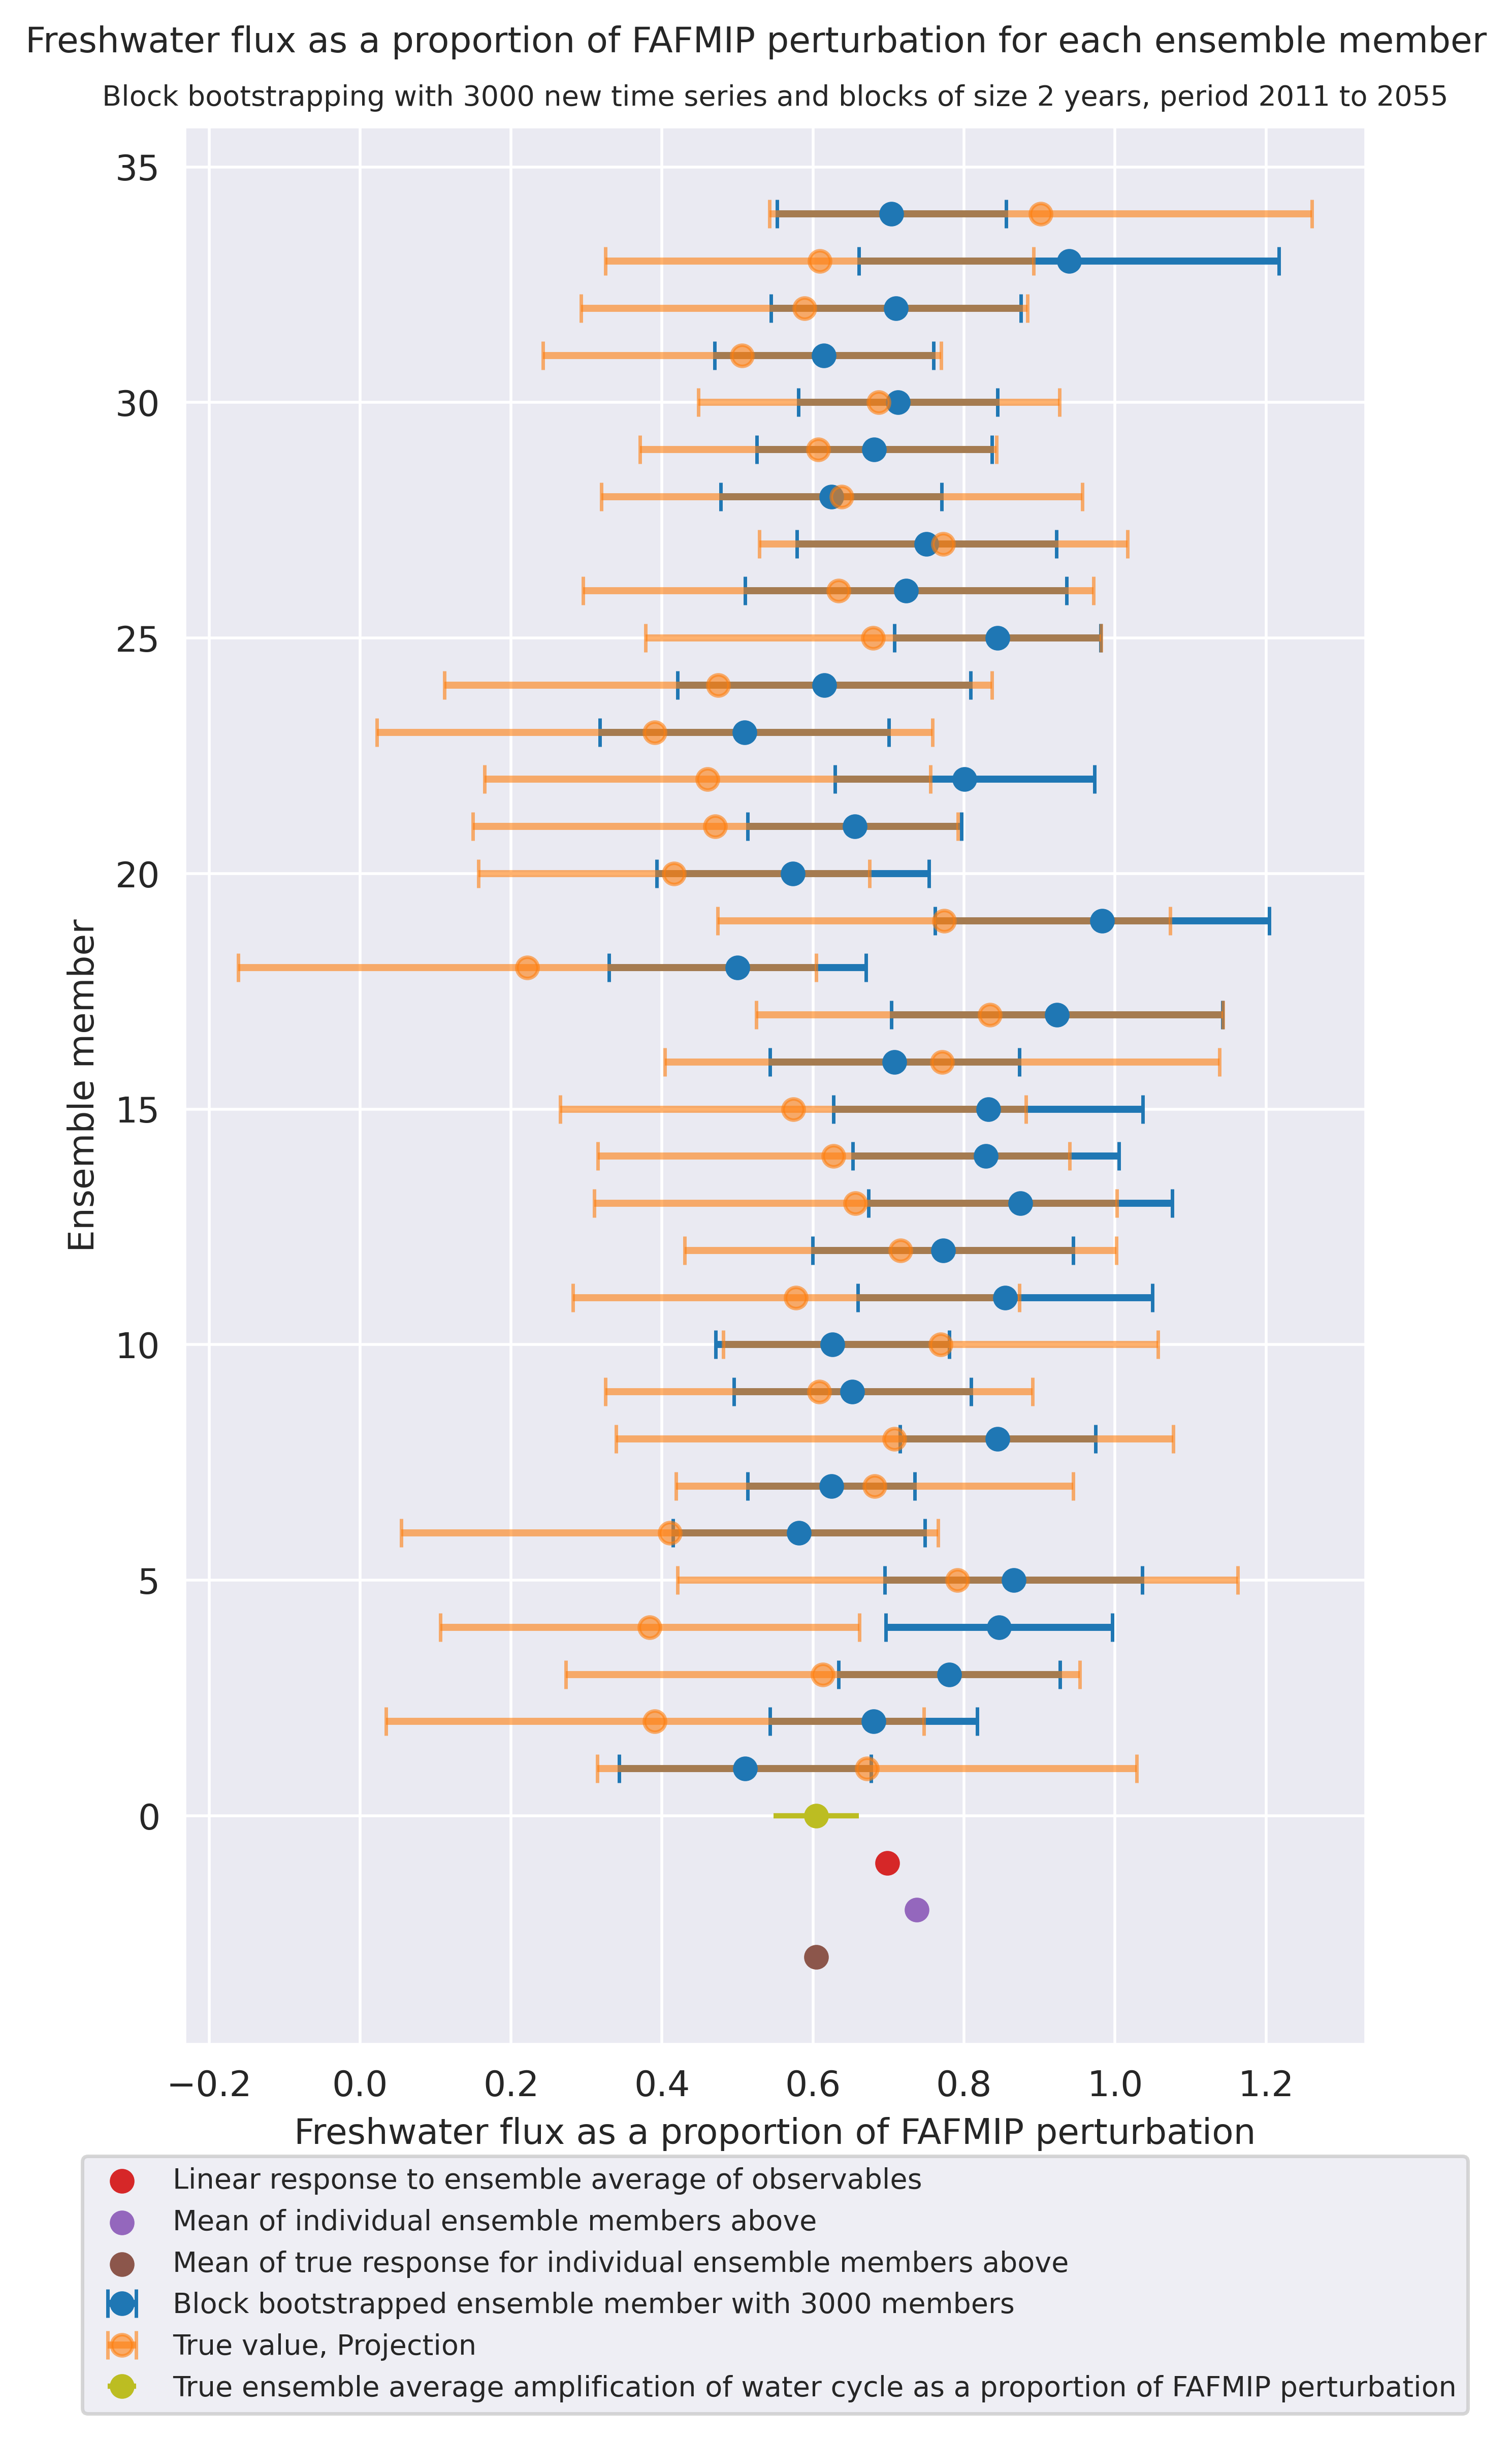 Freshwater flux as a proportion of FAFMIP perturbation for each ensemble member
Block bootstrapping with 3000 new time series and blocks of size 2 years, period 2011 to 2055
35
30
25
20
15
10
5
0
Ensemble member
−0.2 0.0 0.2 0.4 0.6 0.8 1.0 1.2
Freshwater flux as a proportion of FAFMIP perturbation
Linear response to ensemble average of observables
Mean of individual ensemble members above
Mean of true response for individual ensemble members above
Block bootstrapped ensemble member with 3000 members
True value, Projection
True ensemble average amplification of water cycle as a proportion of FAFMIP perturbation